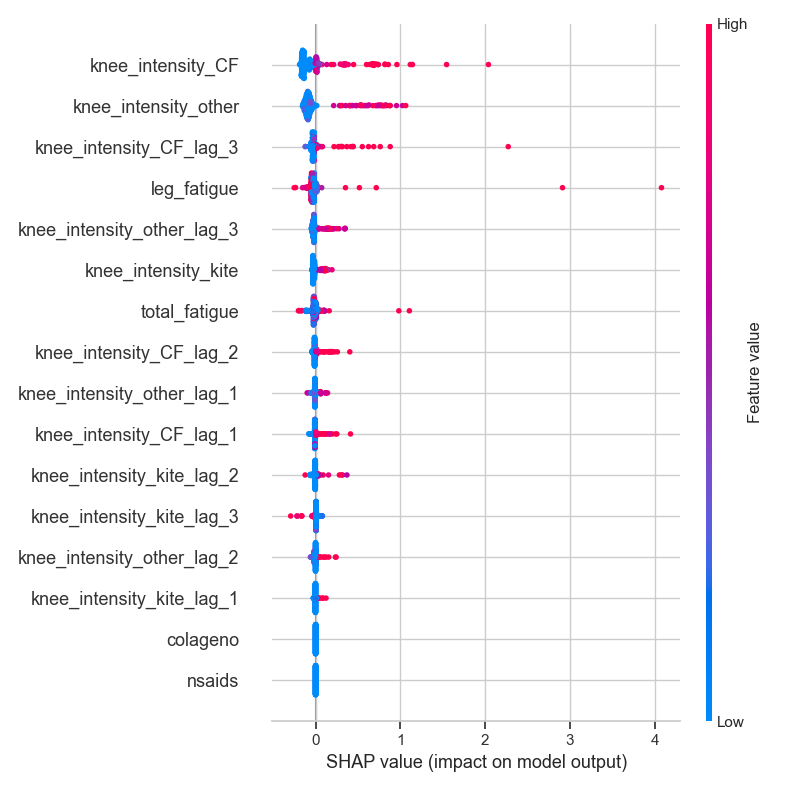 High
knee_intensity_CF
knee_intensity_other
knee_intensity_CF_lag_3
leg_fatigue
knee_intensity_other_lag_3
knee_intensity_kite
total_fatigue
knee_intensity_CF_lag_2
knee_intensity_other_lag_1
knee_intensity_CF_lag_1
knee_intensity_kite_lag_2
knee_intensity_kite_lag_3
knee_intensity_other_lag_2
knee_intensity_kite_lag_1
colageno
nsaids
Feature value
Low
0 1 2 3 4
SHAP value (impact on model output)